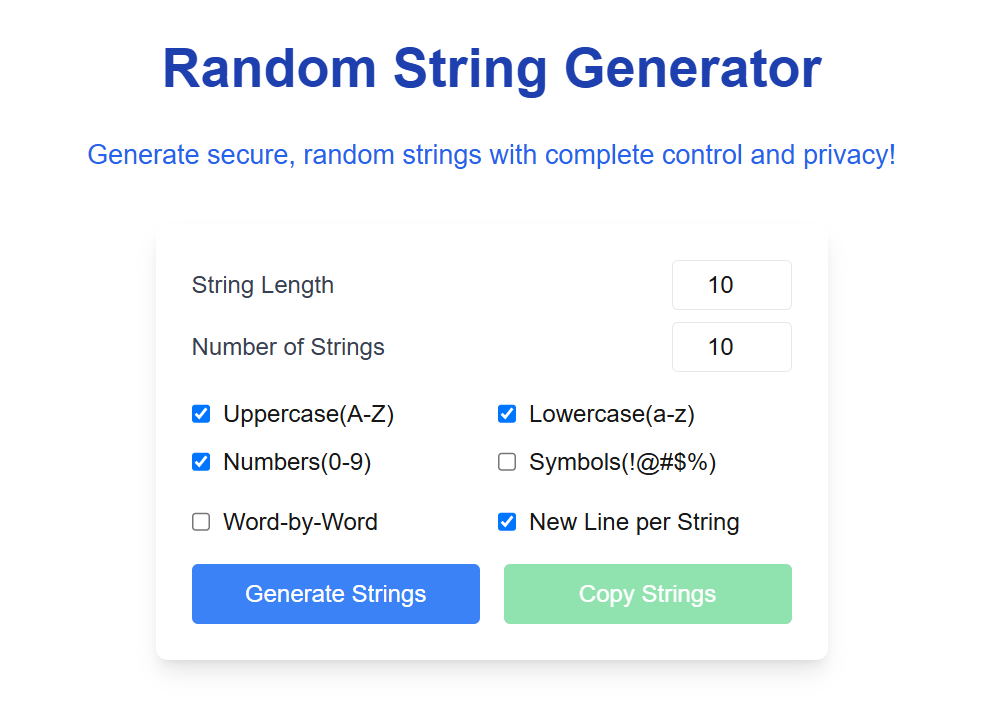 Random String Generator
Generate secure, random strings with complete control and privacy!
String Length 10
Number of Strings 10
Uppercase(A-Z) Lowercase(a-z)
Numbers(0-9) Symbols(!@#$%)
Word-by-Word New Line per String
Generate Strings Copy Strings